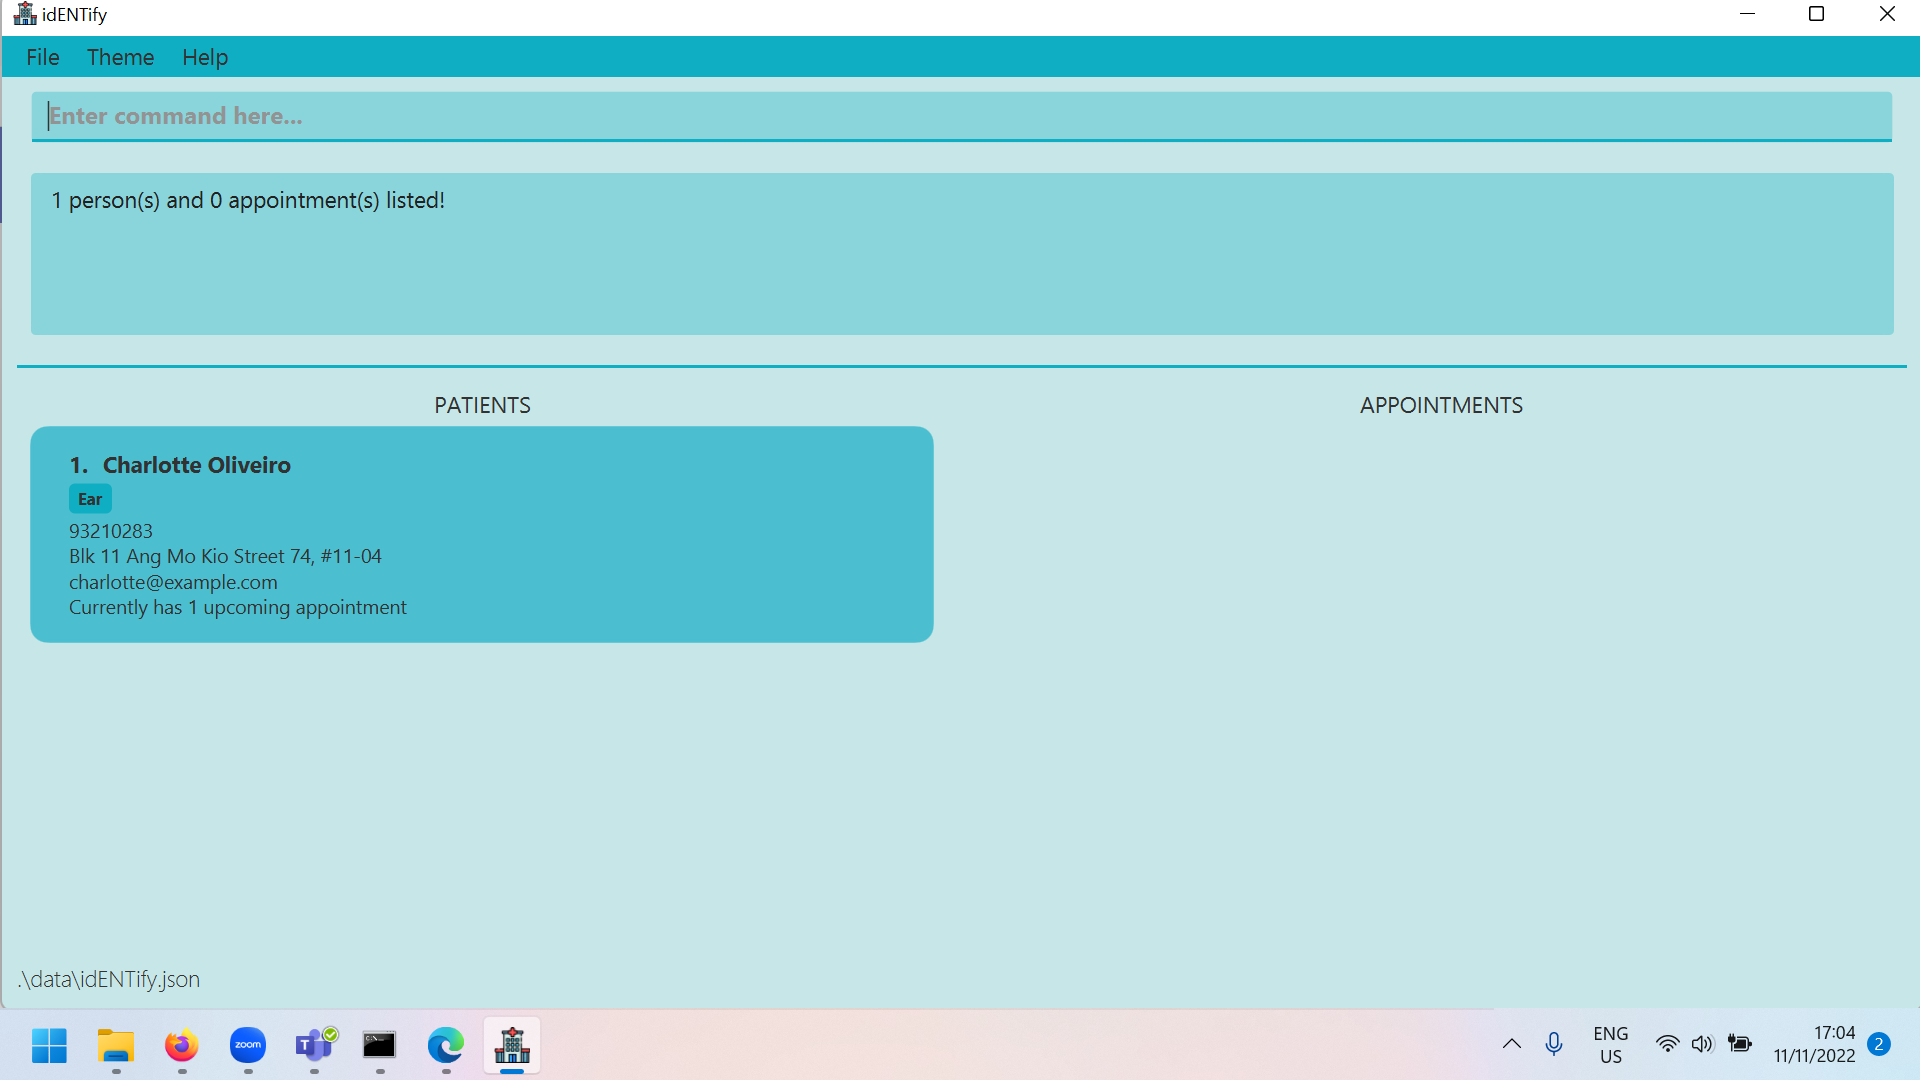 idENTify
File Theme Help
Enter command here...
1 person(s) and 0 appointment(s) listed!
PATIENTS
APPOINTMENTS
1. Charlotte Oliveiro
Ear
93210283
Blk 11 Ang Mo Kio Street 74, #11-04
charlotte@example.com
Currently has 1 upcoming appointment
.\data\idENTify.json
zoom
T
C:\_
ENG
US
17:04
11/11/2022
2